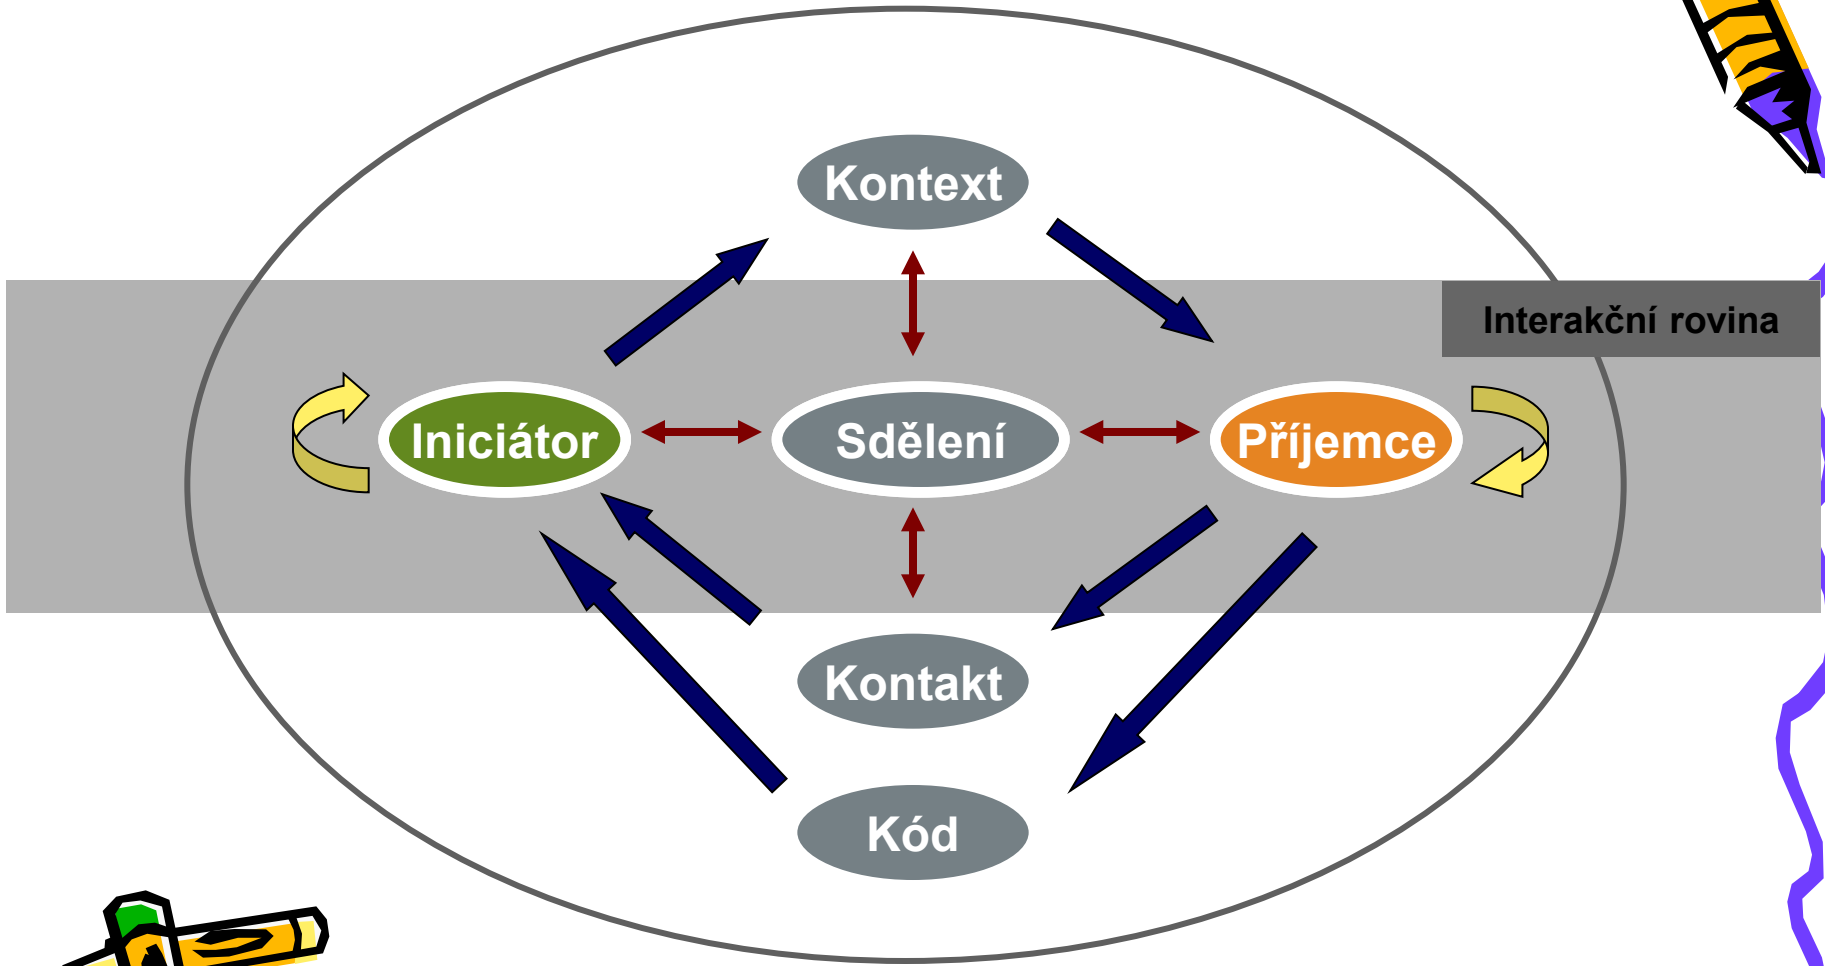 Kontext
Interakční rovina
Iniciátor
Sdělení
Příjemce
Kontakt
Kód